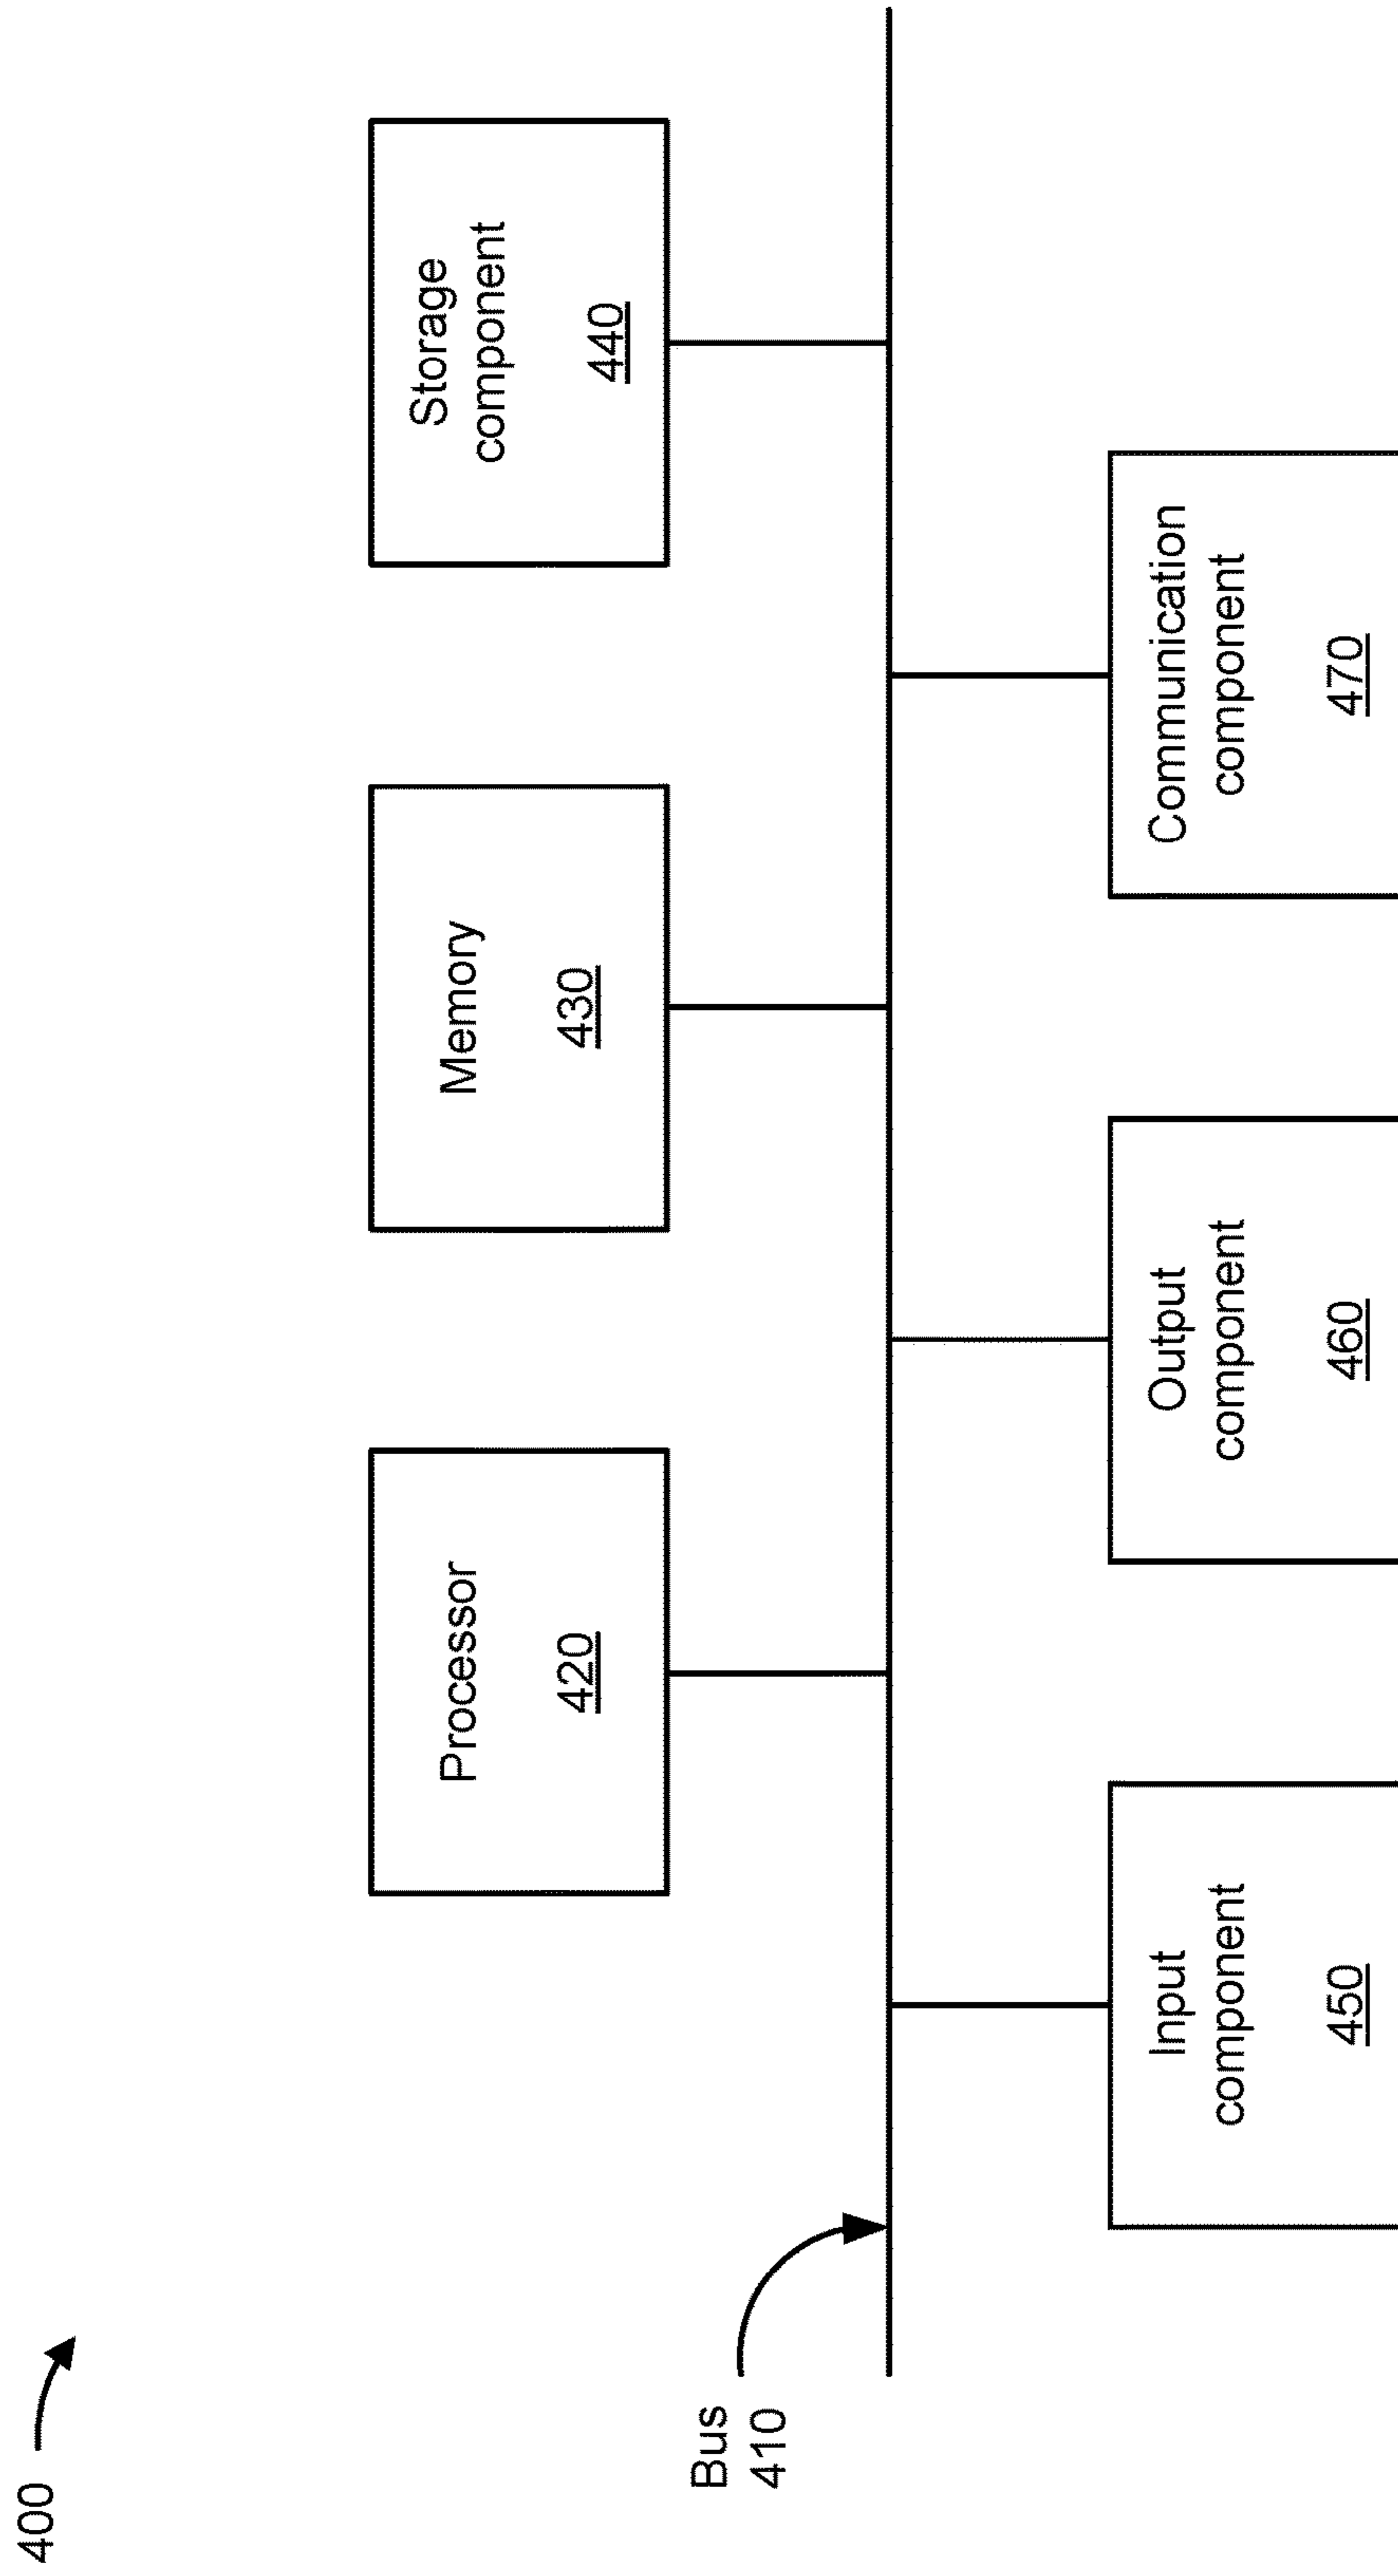 400
Processor
420
Memory
430
Storage
component
440
Bus
410
Input
component
450
Output
component
460
Communication
component
470